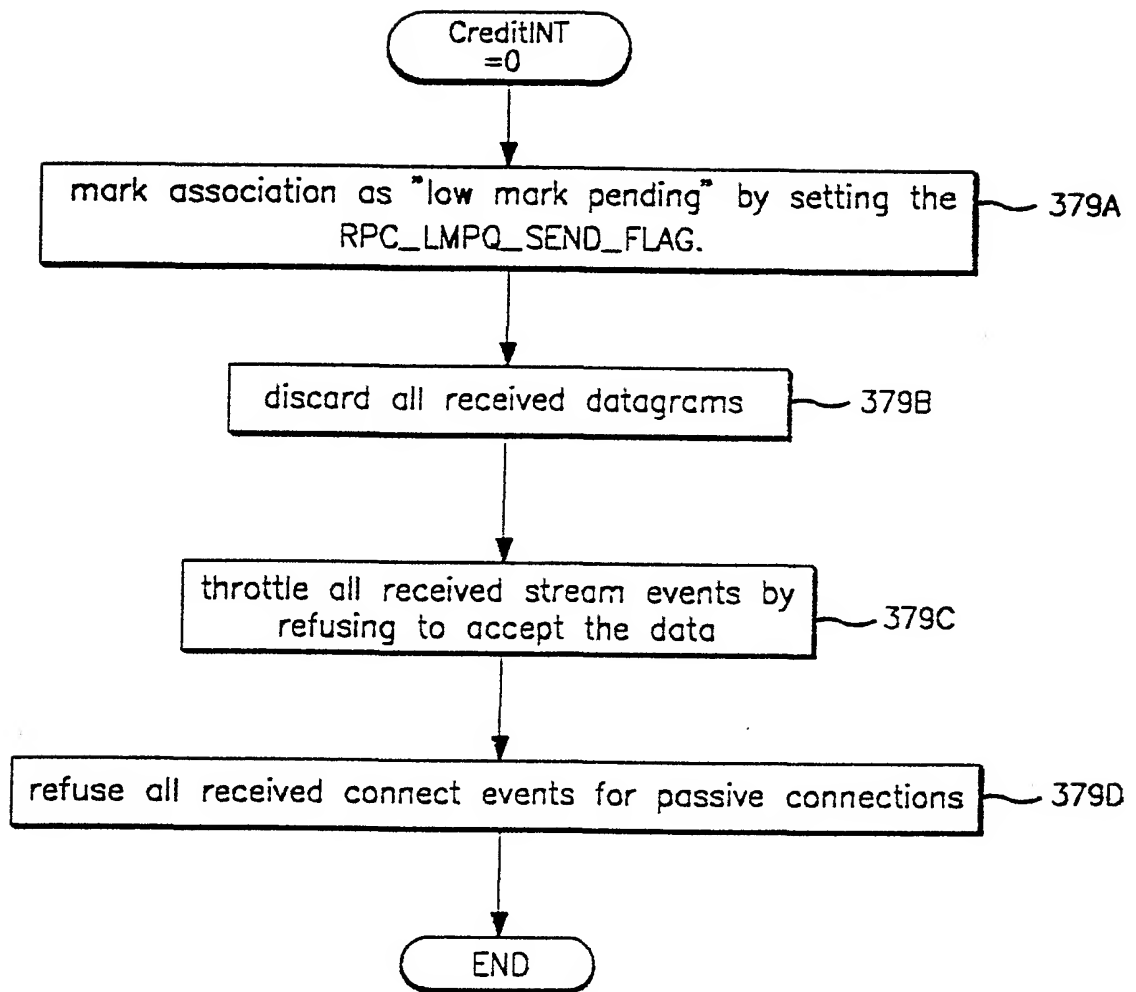 CreditINT
=0
mark association as "low mark pending" by setting the
RPC_LMPQ_SEND_FLAG.
379A
discard all received datagrams
379B
throttle all received stream events by
refusing to accept the data
379C
refuse all received connect events for passive connections
379D
END